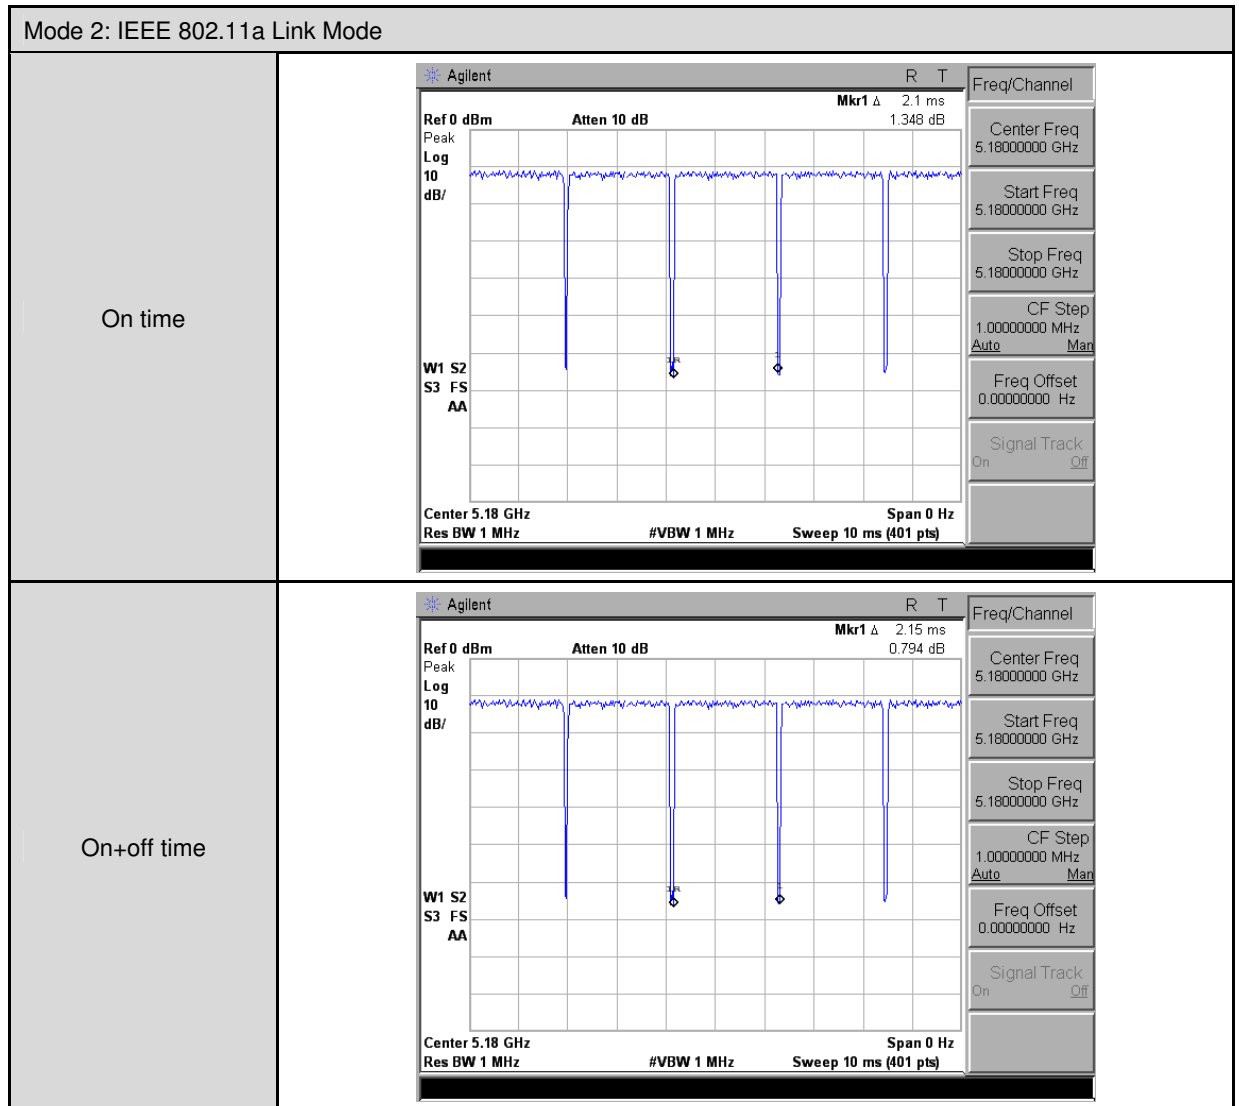 Mode 2: IEEE 802.11a Link Mode
On time
Agilent
R T
Mkr1 Δ 2.1 ms
1.348 dB
Ref 0 dBm
Atten 10 dB
Peak
Log
10
dB/
1R
1
W1 S2
S3 FS
AA
Center 5.18 GHz
Span 0 Hz
Res BW 1 MHz
#VBW 1 MHz
Sweep 10 ms (401 pts)
Freq/Channel
Center Freq
5.18000000 GHz
Start Freq
5.18000000 GHz
Stop Freq
5.18000000 GHz
CF Step
1.00000000 MHz
Auto Man
Freq Offset
0.00000000 Hz
Signal Track
On Off
On+off time
Agilent
R T
Mkr1 Δ 2.15 ms
0.794 dB
Ref 0 dBm
Atten 10 dB
Peak
Log
10
dB/
1R
1
W1 S2
S3 FS
AA
Center 5.18 GHz
Span 0 Hz
Res BW 1 MHz
#VBW 1 MHz
Sweep 10 ms (401 pts)
Freq/Channel
Center Freq
5.18000000 GHz
Start Freq
5.18000000 GHz
Stop Freq
5.18000000 GHz
CF Step
1.00000000 MHz
Auto Man
Freq Offset
0.00000000 Hz
Signal Track
On Off